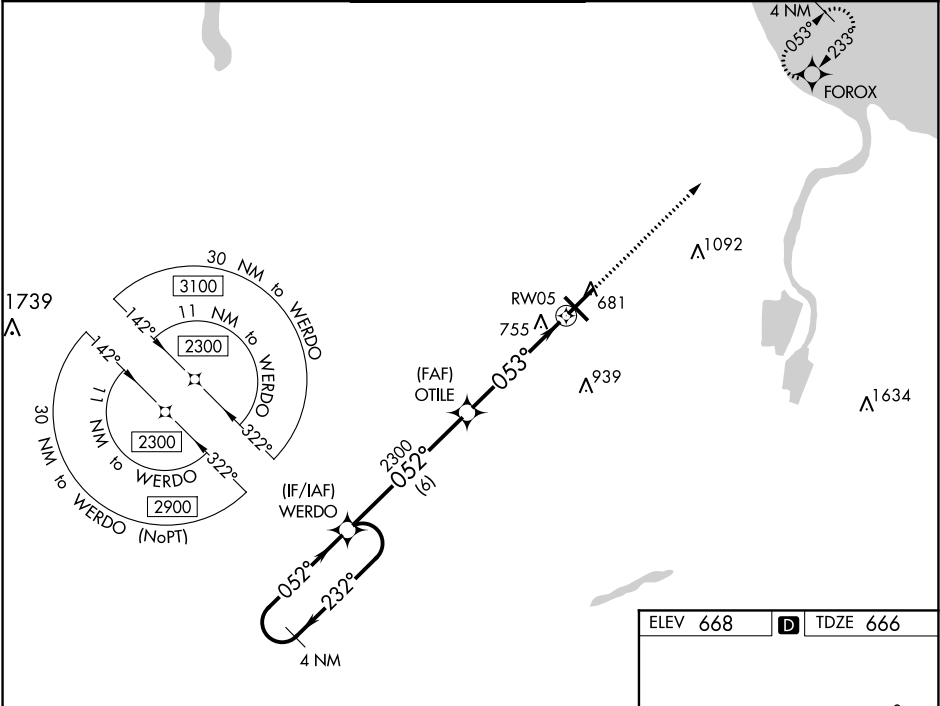 4 NM
053°
233°
FOROX
1092
30 NM to WERDO
3100
11 NM to WERDO
2300
142°
322°
1739
RW05
681
755
053°
939
(FAF)
OTILE
1634
142°
11 NM to WERDO
2300
322°
30 NM to WERDO (NoPT)
2900
2300
052°
(6)
(IF/IAF)
WERDO
052°
232°
4 NM
ELEV 668 D TDZE 666